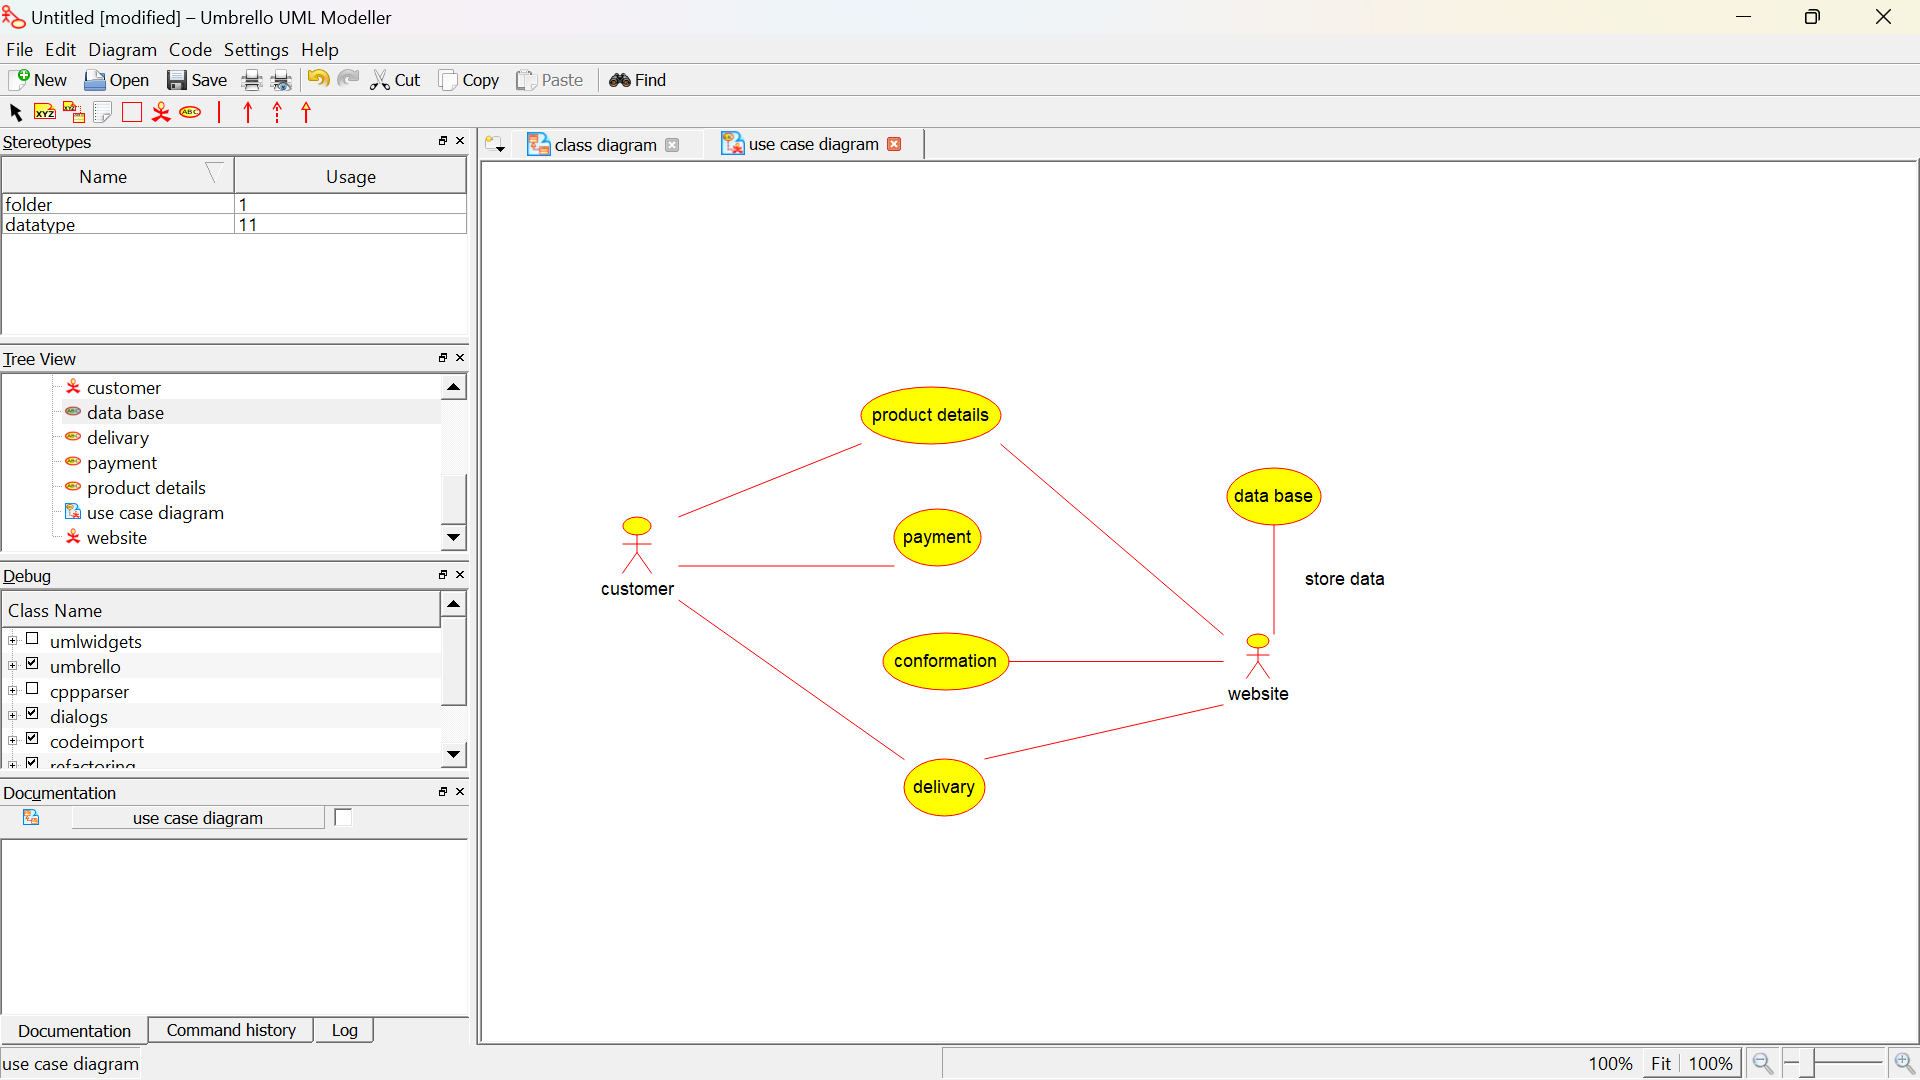 Untitled [modified] – Umbrello UML Modeller
File Edit Diagram Code Settings Help
New Open Save Cut Copy Paste Find
XYZ XYZ ABC
Stereotypes
Name Usage
folder 1
datatype 11
Tree View
customer
data base
delivary
payment
product details
use case diagram
website
Debug
Class Name
umlwidgets
umbrello
cppparser
dialogs
codeimport
refactoring
Documentation
use case diagram
Documentation Command history Log
use case diagram
class diagram use case diagram
product details
data base
payment
store data
customer
conformation
website
delivary
100% Fit 100%